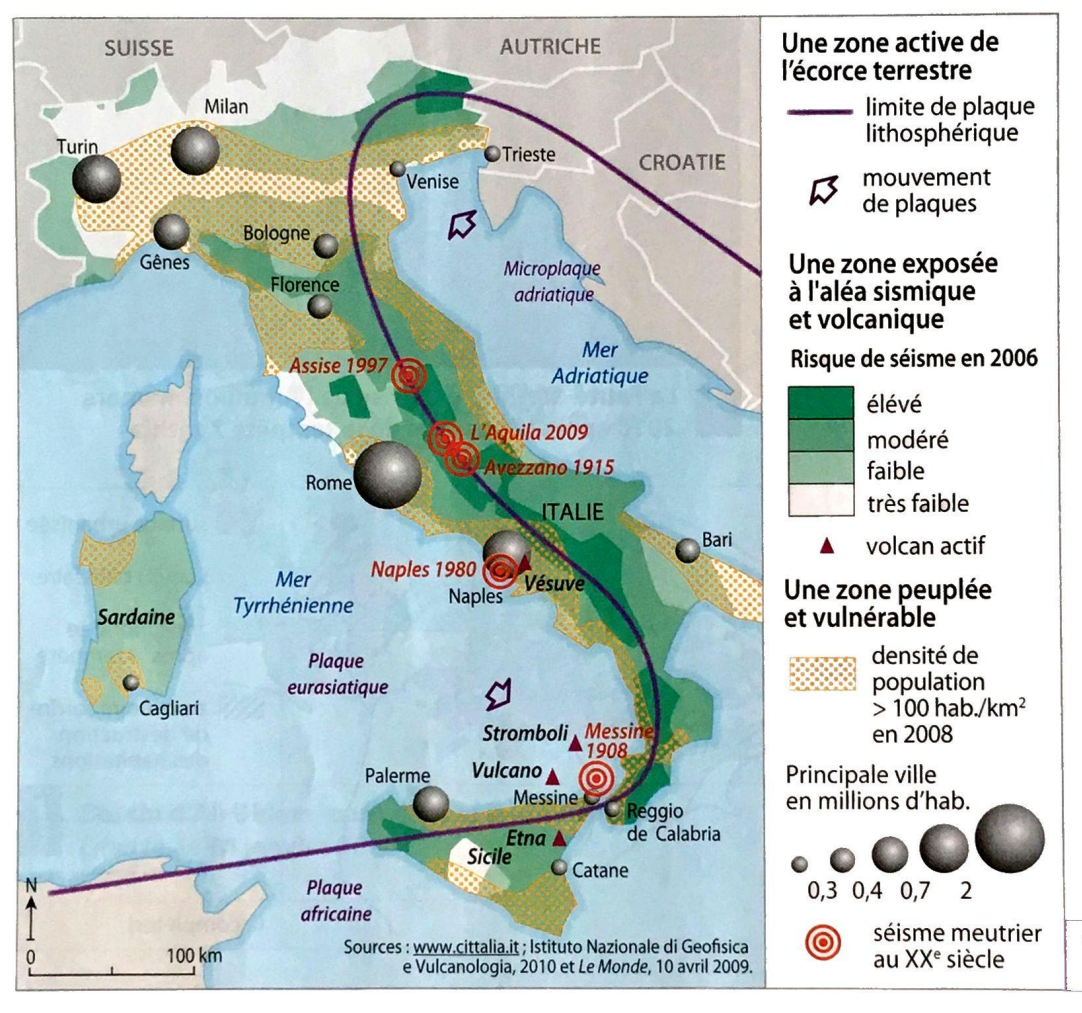 SUISSE
AUTRICHE
Milan
Turin
Trieste
CROATIE
Venise
Bologne
Gênes
Microplaque
adriatique
Florence
Mer
Adriatique
Assise 1997
L'Aquila 2009
Avezzano 1915
Rome
ITALIE
Bari
Naples 1980
Vésuve
Naples
Mer
Tyrrhénienne
Sardaine
Plaque
eurasiatique
Cagliari
Stromboli
Messine
1908
Vulcano
Palerme
Messine
Reggio
de Calabria
Etna
Sicile
Catane
Plaque
africaine
N
0
100 km
Sources : www.cittalia.it ; Istituto Nazionale di Geofisica
e Vulcanologia, 2010 et Le Monde, 10 avril 2009.
Une zone active de
l'écorce terrestre
limite de plaque
lithosphérique
mouvement
de plaques
Une zone exposée
à l'aléa sismique
et volcanique
Risque de séisme en 2006
élévé
modéré
faible
très faible
volcan actif
Une zone peuplée
et vulnérable
densité de
population
> 100 hab./km²
en 2008
Principale ville
en millions d'hab.
0,3 0,4 0,7 2
séisme meutrier
au XXe siècle